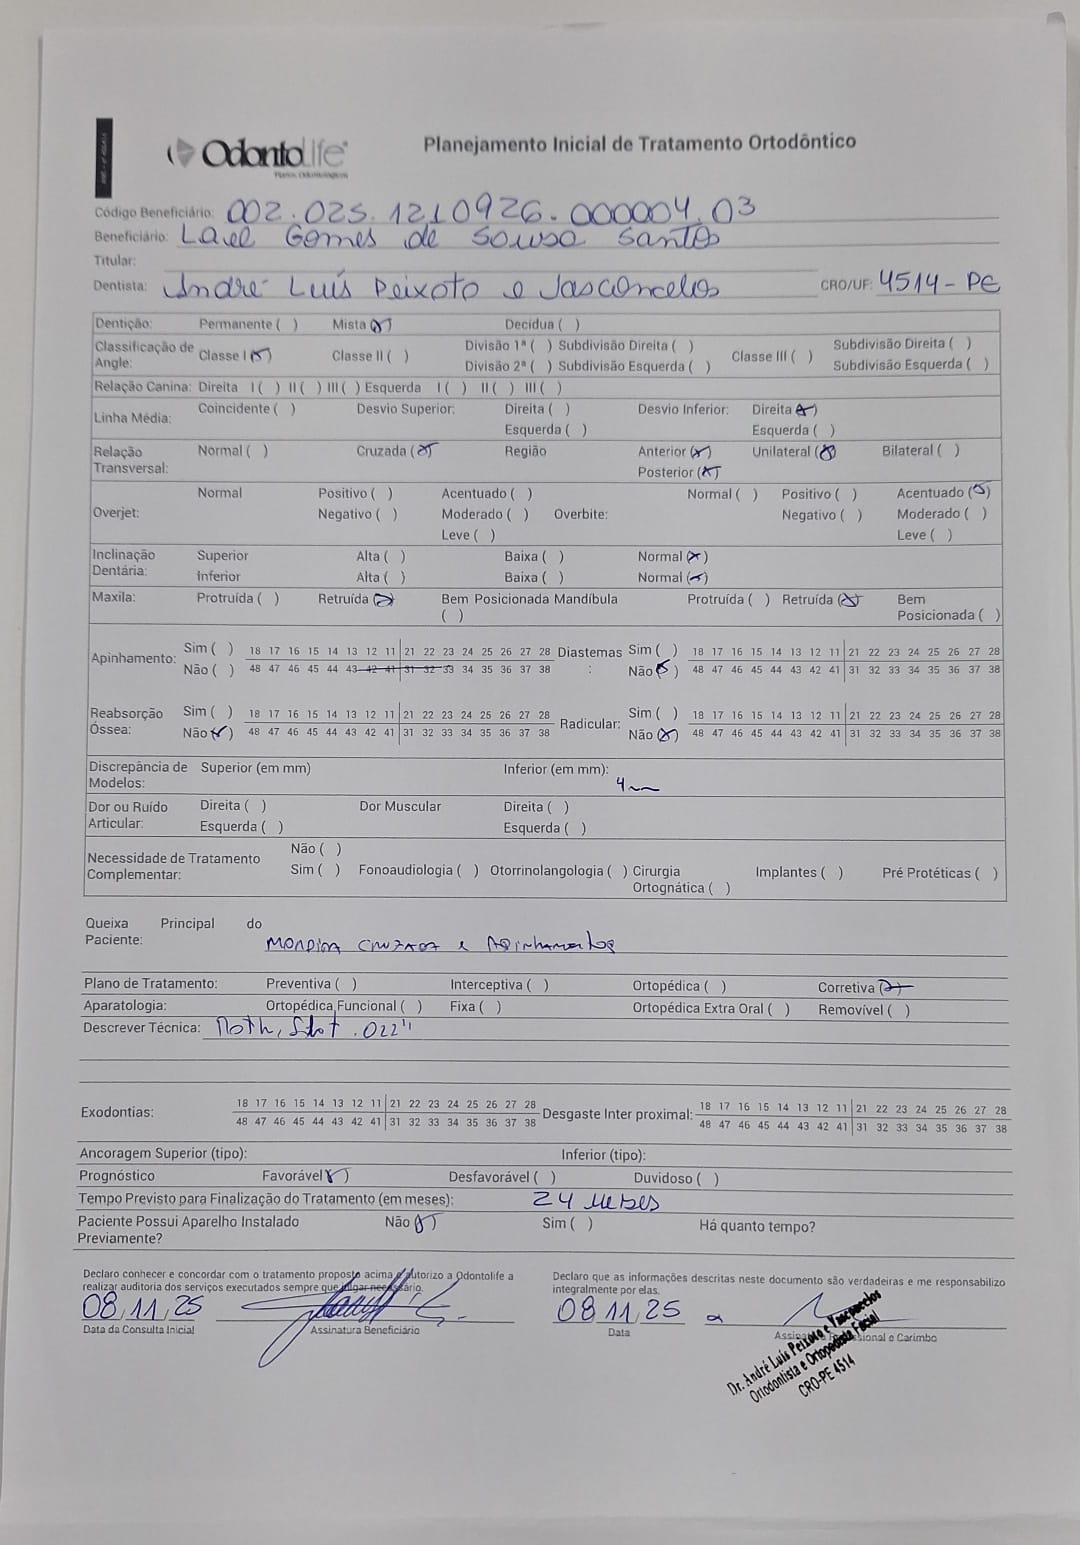 OdontoLife
Planos Odontológicos
Planejamento Inicial de Tratamento Ortodôntico
Código Beneficiário: 002.025.1210926.000004.03
Beneficiário: Lael Gomes de Sousa Santos
Titular:
Dentista: André Luís Peixoto e Vasconcelos CRO/UF: 4514-PE
Dentição: Permanente ( ) Mista (X) Decídua ( )
Classificação de Angle: Classe I (X) Classe II ( ) Divisão 1ª ( ) Subdivisão Direita ( ) Classe III ( ) Subdivisão Direita ( )
Divisão 2ª ( ) Subdivisão Esquerda ( ) Subdivisão Esquerda ( )
Relação Canina: Direita I ( ) II ( ) III ( ) Esquerda I ( ) II ( ) III ( )
Linha Média: Coincidente ( ) Desvio Superior: Direita ( ) Desvio Inferior: Direita (X)
Esquerda ( ) Esquerda ( )
Relação Transversal: Normal ( ) Cruzada (X) Região Anterior (X) Unilateral (X) Bilateral ( )
Posterior (X)
Overjet: Normal Positivo ( ) Acentuado ( ) Normal ( ) Positivo ( ) Acentuado (X)
Negativo ( ) Moderado ( ) Overbite: Negativo ( ) Moderado ( )
Leve ( ) Leve ( )
Inclinação Dentária: Superior Alta ( ) Baixa ( ) Normal (X)
Inferior Alta ( ) Baixa ( ) Normal (X)
Maxila: Protruída ( ) Retruída (X) Bem Posicionada ( ) Mandíbula Protruída ( ) Retruída (X) Bem Posicionada ( )
Apinhamento: Sim ( ) 18 17 16 15 14 13 12 11 21 22 23 24 25 26 27 28 Diastemas: Sim ( ) 18 17 16 15 14 13 12 11 21 22 23 24 25 26 27 28
Não ( ) 48 47 46 45 44 43 42 41 31 32 33 34 35 36 37 38 Não (X) 48 47 46 45 44 43 42 41 31 32 33 34 35 36 37 38
Reabsorção Óssea: Sim ( ) 18 17 16 15 14 13 12 11 21 22 23 24 25 26 27 28 Radicular: Sim ( ) 18 17 16 15 14 13 12 11 21 22 23 24 25 26 27 28
Não (X) 48 47 46 45 44 43 42 41 31 32 33 34 35 36 37 38 Não (X) 48 47 46 45 44 43 42 41 31 32 33 34 35 36 37 38
Discrepância de Modelos: Superior (em mm) Inferior (em mm): 4mm
Dor ou Ruído Articular: Direita ( ) Dor Muscular Direita ( )
Esquerda ( ) Esquerda ( )
Necessidade de Tratamento Complementar: Não ( )
Sim ( ) Fonoaudiologia ( ) Otorrinolangologia ( ) Cirurgia Ortognática ( ) Implantes ( ) Pré Protéticas ( )
Queixa Principal do Paciente: Mordida cruzada e Apinhamentos
Plano de Tratamento: Preventiva ( ) Interceptiva ( ) Ortopédica ( ) Corretiva (X)
Aparatologia: Ortopédica Funcional ( ) Fixa ( ) Ortopédica Extra Oral ( ) Removível ( )
Descrever Técnica: Roth, Slot .022"
Exodontias: 18 17 16 15 14 13 12 11 21 22 23 24 25 26 27 28 Desgaste Inter proximal: 18 17 16 15 14 13 12 11 21 22 23 24 25 26 27 28
48 47 46 45 44 43 42 41 31 32 33 34 35 36 37 38 48 47 46 45 44 43 42 41 31 32 33 34 35 36 37 38
Ancoragem Superior (tipo): Inferior (tipo):
Prognóstico Favorável (X) Desfavorável ( ) Duvidoso ( )
Tempo Previsto para Finalização do Tratamento (em meses): 24 meses
Paciente Possui Aparelho Instalado Previamente? Não (X) Sim ( ) Há quanto tempo?
Declaro conhecer e concordar com o tratamento proposto acima e autorizo a Odontolife a realizar auditoria dos serviços executados sempre que julgar necessário.
Declaro que as informações descritas neste documento são verdadeiras e me responsabilizo integralmente por elas.
08/11/25 08/11/25
Data da Consulta Inicial Assinatura Beneficiário Data Assinatura Profissional e Carimbo
Dr. André Luis Peixoto e Vasconcelos
Ortodontista e Ortopedista Facial
CRO-PE 4514